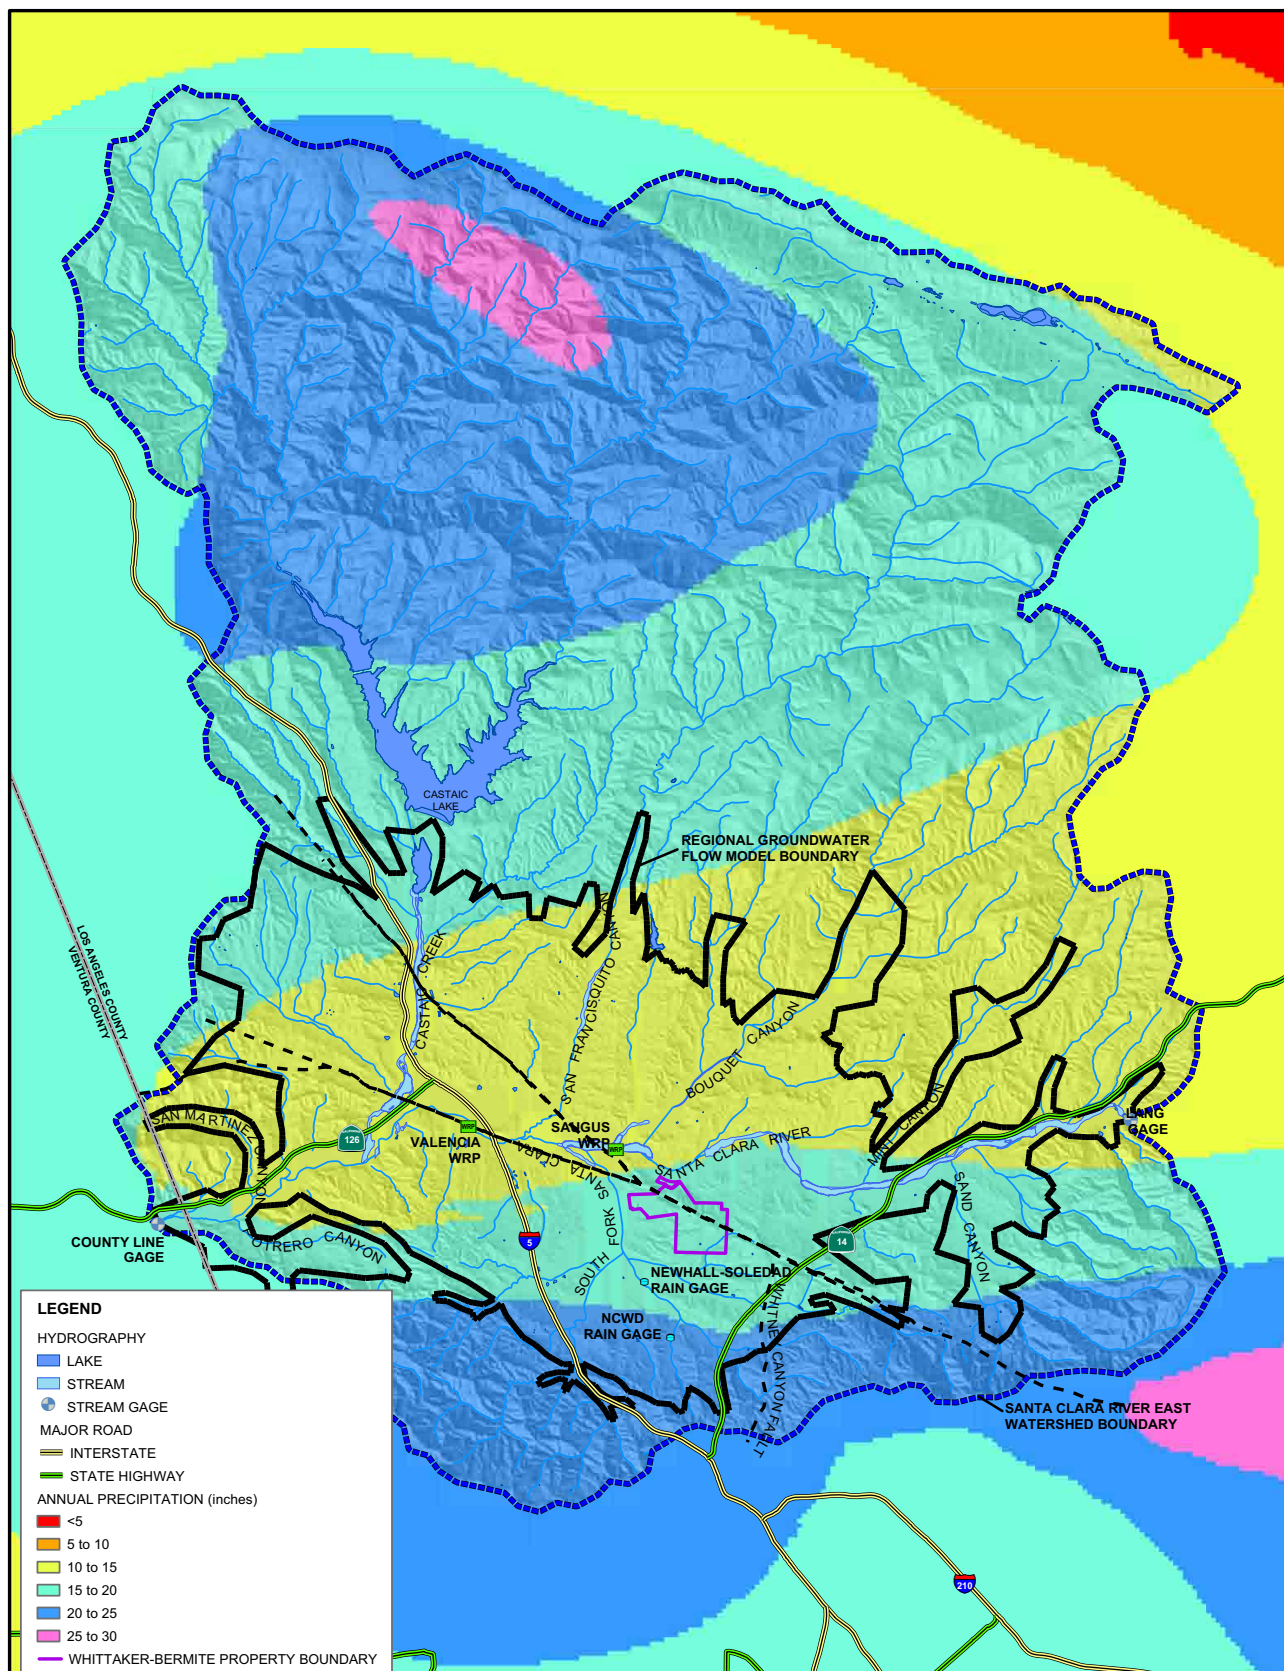 CASTAIC
LAKE
REGIONAL GROUNDWATER
FLOW MODEL BOUNDARY
LOS ANGELES COUNTY
VENTURA COUNTY
CASTAIC CREEK
SAN FRANCISQUITO CANYON
BOUQUET CANYON
MINT CANYON
LANG
GAGE
SAN MARTINEZ CANYON
126
VALENCIA
WRP
WRP
SAUGUS
WRP
WRP
SANTA CLARA
SANTA CLARA RIVER
SAND CANYON
COUNTY LINE
GAGE
POTRERO CANYON
SOUTH FORK
5
14
NEWHALL-SOLEDAD
RAIN GAGE
NCWD
RAIN GAGE
WHITNEY CANYON FAULT
SANTA CLARA RIVER EAST
WATERSHED BOUNDARY
210
LEGEND
HYDROGRAPHY
LAKE
STREAM
STREAM GAGE
MAJOR ROAD
INTERSTATE
STATE HIGHWAY
ANNUAL PRECIPITATION (inches)
<5
5 to 10
10 to 15
15 to 20
20 to 25
25 to 30
WHITTAKER-BERMITE PROPERTY BOUNDARY